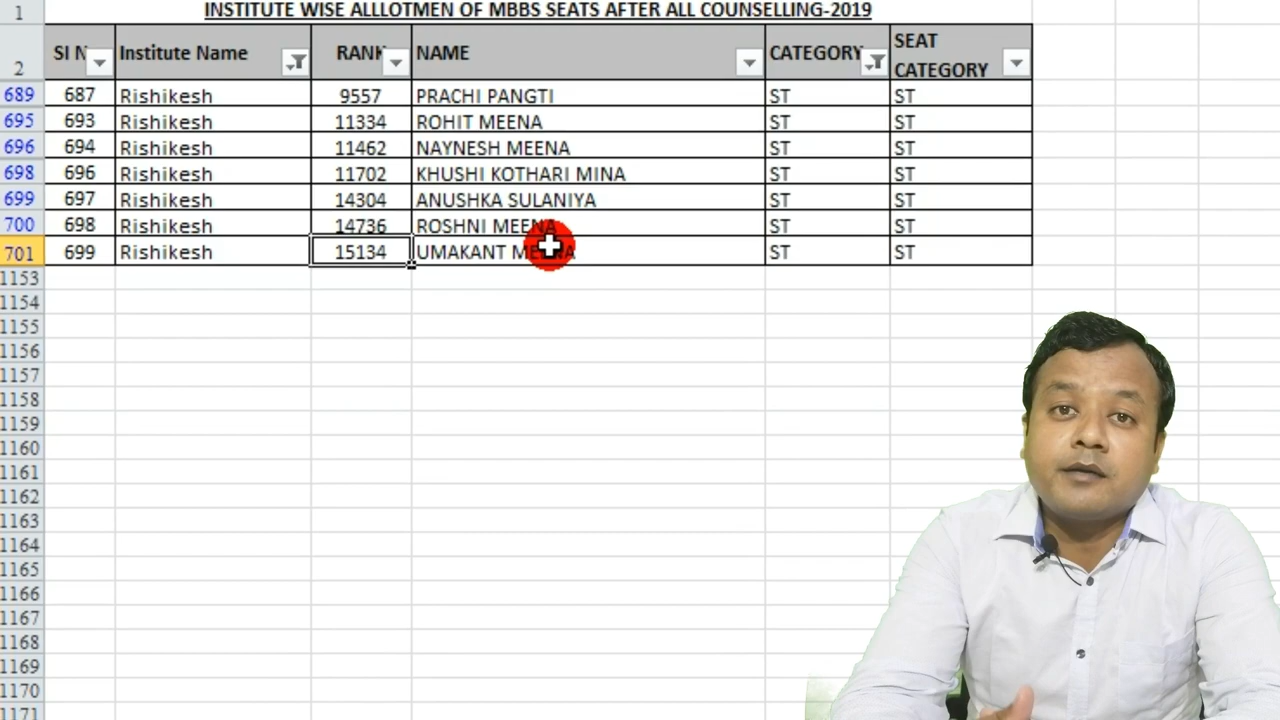 1 INSTITUTE WISE ALLLOTMEN OF MBBS SEATS AFTER ALL COUNSELLING-2019
2 SI N Institute Name RANK NAME CATEGORY SEAT CATEGORY
689 687 Rishikesh 9557 PRACHI PANGTI ST ST
695 693 Rishikesh 11334 ROHIT MEENA ST ST
696 694 Rishikesh 11462 NAYNESH MEENA ST ST
698 696 Rishikesh 11702 KHUSHI KOTHARI MINA ST ST
699 697 Rishikesh 14304 ANUSHKA SULANIYA ST ST
700 698 Rishikesh 14736 ROSHNI MEENA ST ST
701 699 Rishikesh 15134 UMAKANT MEENA ST ST
1153
1154
1155
1156
1157
1158
1159
1160
1161
1162
1163
1164
1165
1166
1167
1168
1169
1170
1171